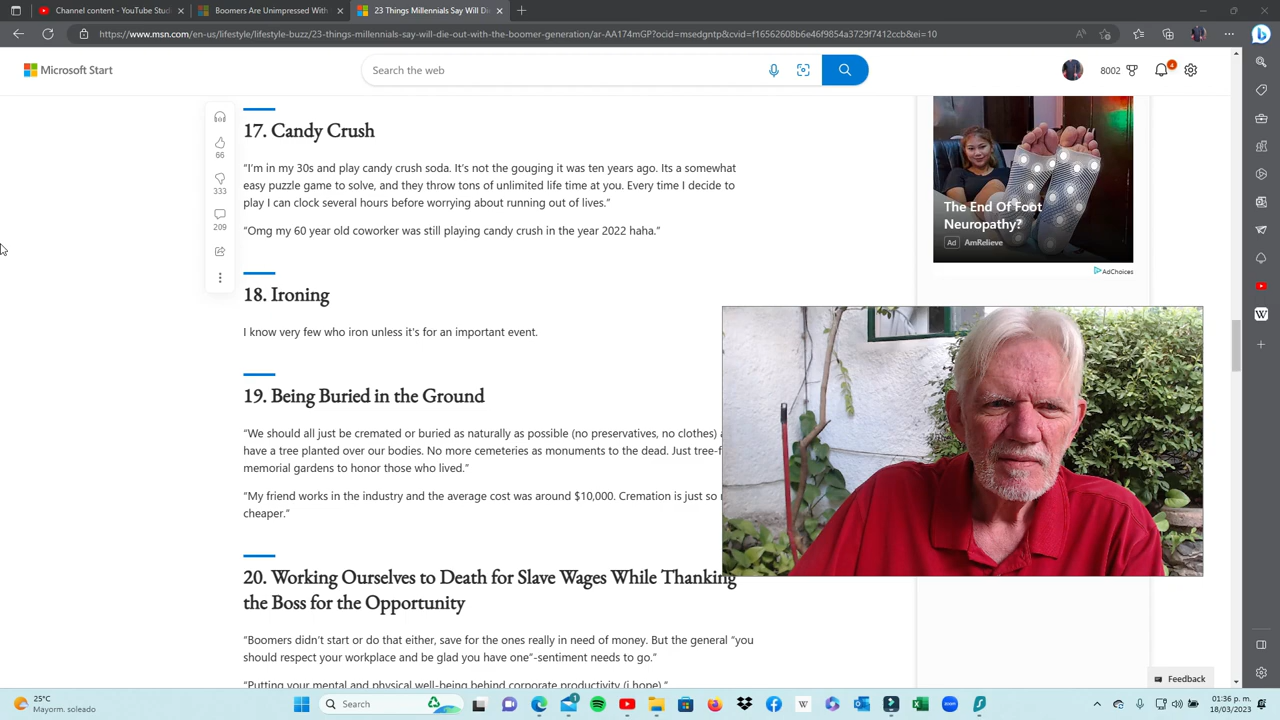 Channel content - YouTube Stud
Boomers Are Unimpressed With
23 Things Millennials Say Will Di
https://www.msn.com/en-us/lifestyle/lifestyle-buzz/23-things-millennials-say-will-die-out-with-the-boomer-generation/ar-AA174mGP?ocid=msedgntp&cvid=f16562608b6e46f9854a3729f7412ccb&ei=10
Microsoft Start
Search the web
8002
4
66
333
209
17. Candy Crush
“I’m in my 30s and play candy crush soda. It’s not the gouging it was ten years ago. Its a somewhat
easy puzzle game to solve, and they throw tons of unlimited life time at you. Every time I decide to
play I can clock several hours before worrying about running out of lives.”
“Omg my 60 year old coworker was still playing candy crush in the year 2022 haha.”
The End Of Foot
Neuropathy?
Ad AmRelieve
AdChoices
18. Ironing
I know very few who iron unless it's for an important event.
19. Being Buried in the Ground
“We should all just be cremated or buried as naturally as possible (no preservatives, no clothes)
have a tree planted over our bodies. No more cemeteries as monuments to the dead. Just
memorial gardens to honor those who lived.”
“My friend works in the industry and the average cost was around $10,000. Cremation is just so
cheaper.”
20. Working Ourselves to Death for Slave Wages While Thanking
the Boss for the Opportunity
“Boomers didn’t start or do that either, save for the ones really in need of money. But the general “you
should respect your workplace and be glad you have one”-sentiment needs to go.”
“Putting your mental and physical well-being behind corporate productivity (i hope).”
Feedback
25°C
Mayorm. soleado
Search
01:36 p. m.
18/03/2023